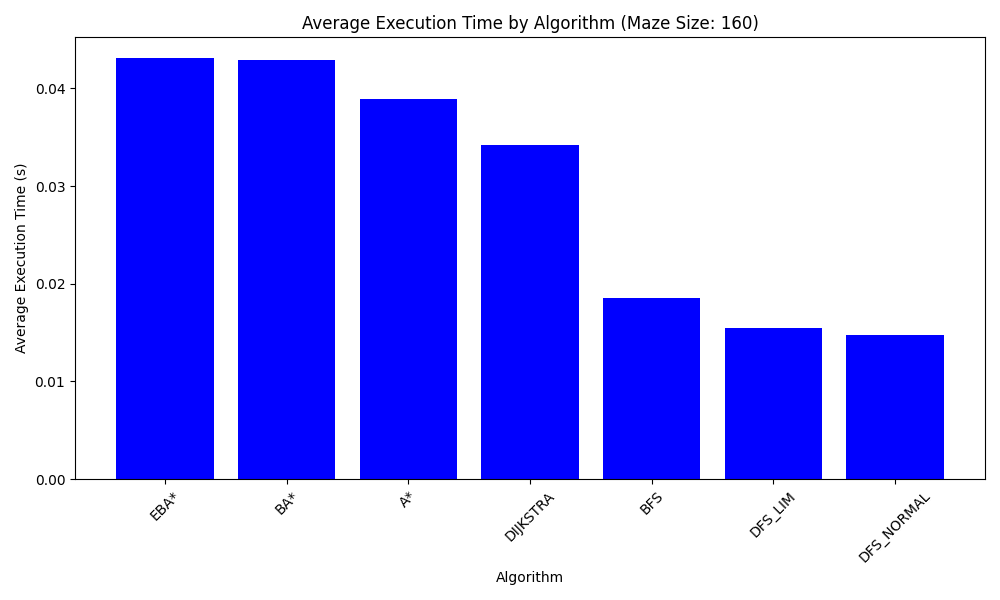 Average Execution Time by Algorithm (Maze Size: 160)
Average Execution Time (s)
0.04
0.03
0.02
0.01
0.00
EBA*
BA*
A*
DIJKSTRA
BFS
DFS_LIM
DFS_NORMAL
Algorithm